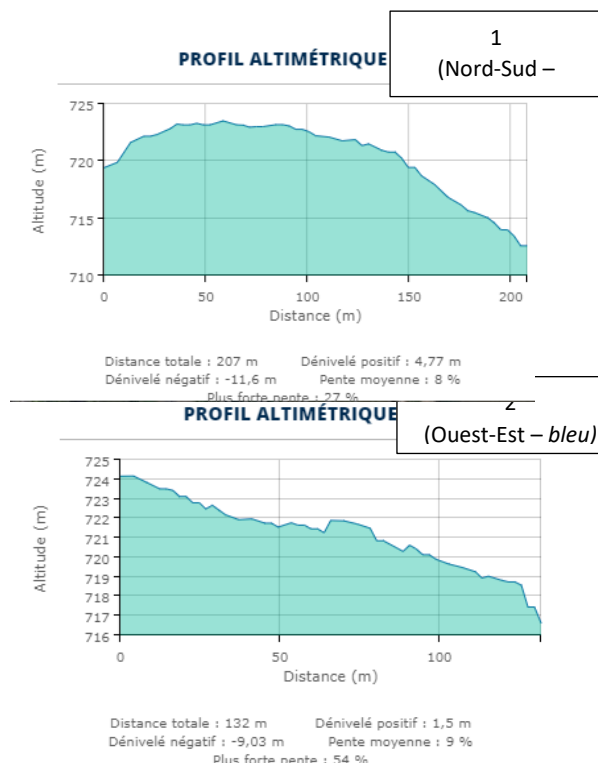 PROFIL ALTIMÉTRIQUE
1
(Nord-Sud –
725
720
715
710
Altitude (m)
0 50 100 150 200
Distance (m)
Distance totale : 207 m Dénivelé positif : 4,77 m
Dénivelé négatif : -11,6 m Pente moyenne : 8 %
Plus forte pente : 27 %
PROFIL ALTIMÉTRIQUE
2
(Ouest-Est – bleu)
725
724
723
722
721
720
719
718
717
716
Altitude (m)
0 50 100
Distance (m)
Distance totale : 132 m Dénivelé positif : 1,5 m
Dénivelé négatif : -9,03 m Pente moyenne : 9 %
Plus forte pente : 54 %